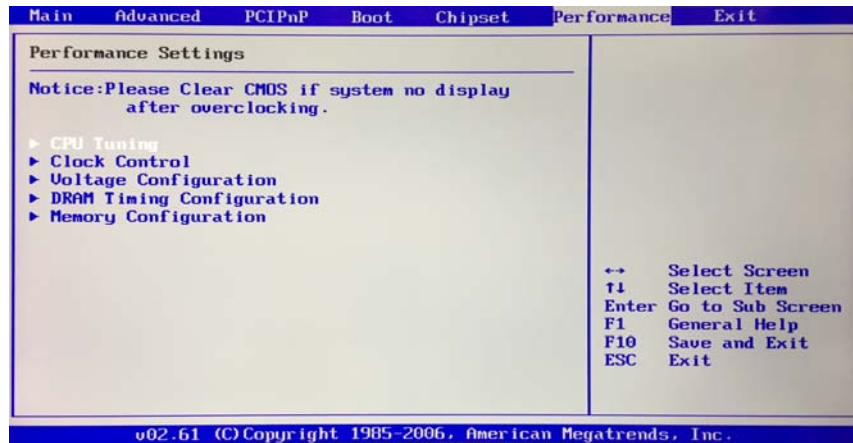 Main Advanced PCIPnP Boot Chipset Performance Exit
Performance Settings
Notice:Please Clear CMOS if system no display
after overclocking.
► CPU Tuning
► Clock Control
► Voltage Configuration
► DRAM Timing Configuration
► Memory Configuration
↔ Select Screen
↑↓ Select Item
Enter Go to Sub Screen
F1 General Help
F10 Save and Exit
ESC Exit
v02.61 (C)Copyright 1985-2006, American Megatrends, Inc.